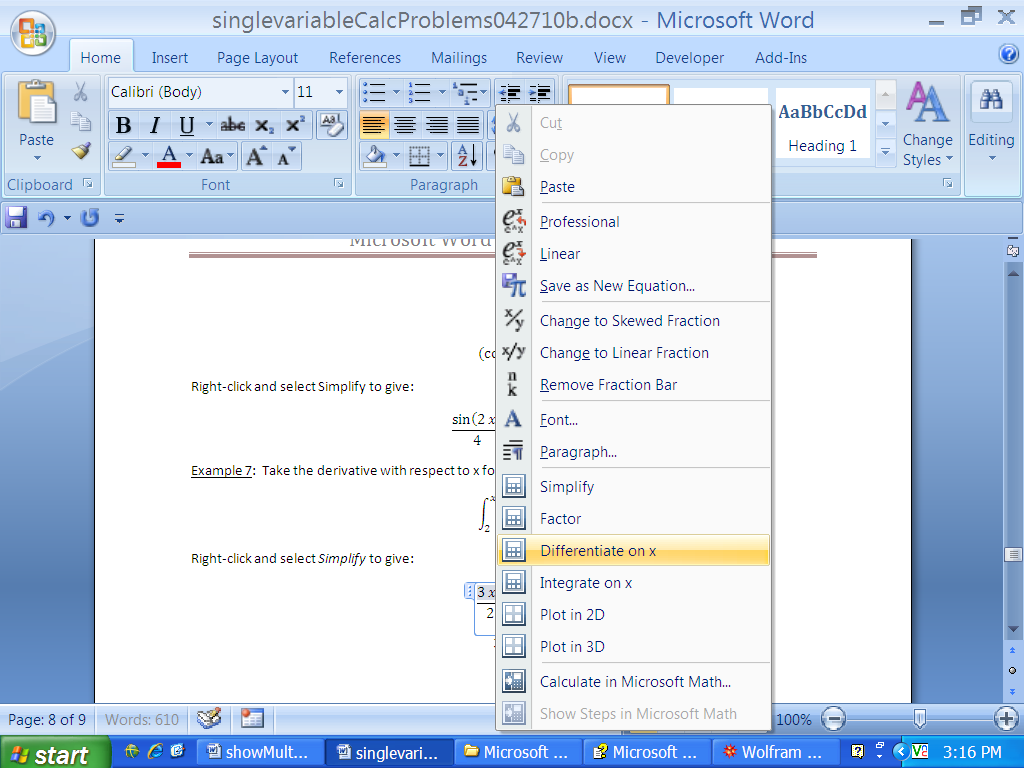 singlevariableCalcProblems042710b.docx - Microsoft Word
Home Insert Page Layout References Mailings Review View Developer Add-Ins
Calibri (Body) 11
Paste
B I U abc x₂ x² Aa A A A
AaBbCcDd
Heading 1
Change Styles
Editing
Clipboard Font Paragraph
Microsoft Word
(co
Right-click and select Simplify to give:
sin(2 x
4
Example 7: Take the derivative with respect to x fo
∫
x
2
Right-click and select Simplify to give:
3 x
2
Cut
Copy
Paste
Professional
Linear
Save as New Equation...
Change to Skewed Fraction
Change to Linear Fraction
Remove Fraction Bar
Font...
Paragraph...
Simplify
Factor
Differentiate on x
Integrate on x
Plot in 2D
Plot in 3D
Calculate in Microsoft Math...
Show Steps in Microsoft Math
Page: 8 of 9 Words: 610 100%
start showMult... singlevari... Microsoft ... Microsoft ... Wolfram ... 3:16 PM